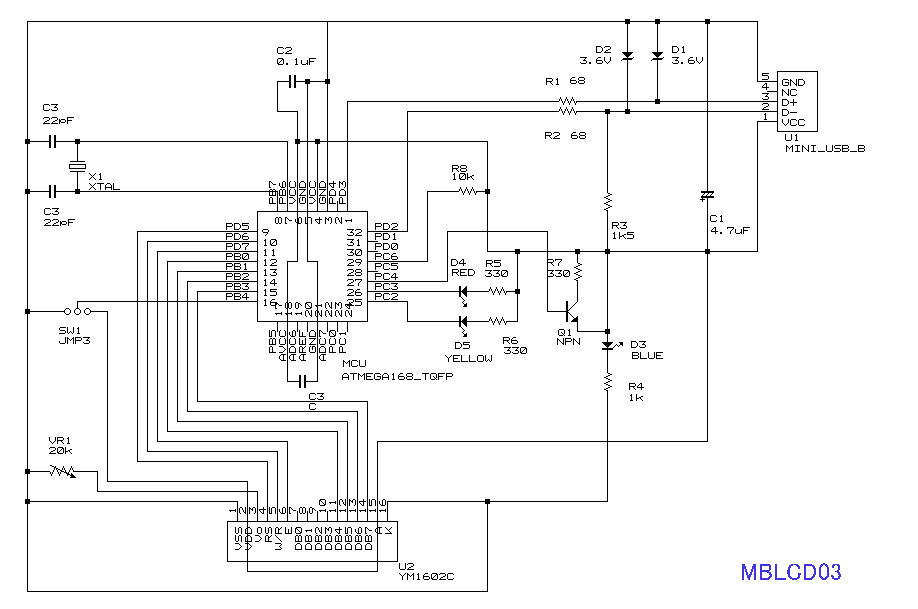 C2
0.1uF
D2
3.6V
D1
3.6V
R1 68
R2 68
5
4
3
2
1
GND
NC
D+
D-
VCC
U1
MINI_USB_B
C3
22pF
X1
XTAL
C3
22pF
PB7
PB6
VCC
GND
VCC
GND
PD4
PD3
R8
10k
C1
4.7uF
R3
1k5
8
7
6
5
4
3
2
1
PD5
PD6
PD7
PB0
PB1
PB2
PB3
PB4
9
10
11
12
13
14
15
16
32
31
30
29
28
27
26
25
PD2
PD1
PD0
PC6
PC5
PC4
PC3
PC2
17
18
19
20
21
22
23
24
PB5
AVCC
ADC6
AREF
GND
ADC7
PC0
PC1
D4
RED
R5
330
R7
330
D5
YELLOW
R6
330
Q1
NPN
D3
BLUE
R4
1k
SW1
JMP3
MCU
ATMEGA168_TQFP
C3
C
VR1
20k
1
2
3
4
5
6
7
8
9
10
11
12
13
14
15
16
VSS
VDD
Vo
RS
W/R
E
DB0
DB1
DB2
DB3
DB4
DB5
DB6
DB7
A
K
U2
YM1602C
MBLCD03